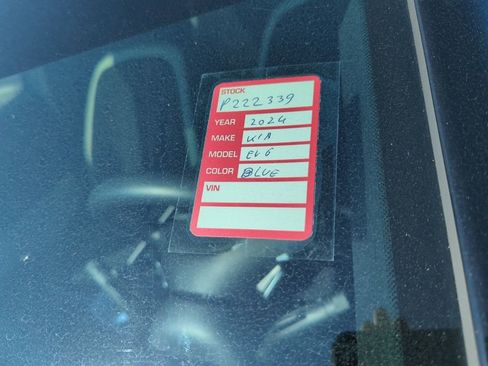 STOCK
P222339
YEAR 2024
MAKE KIA
MODEL EV6
COLOR BLUE
VIN